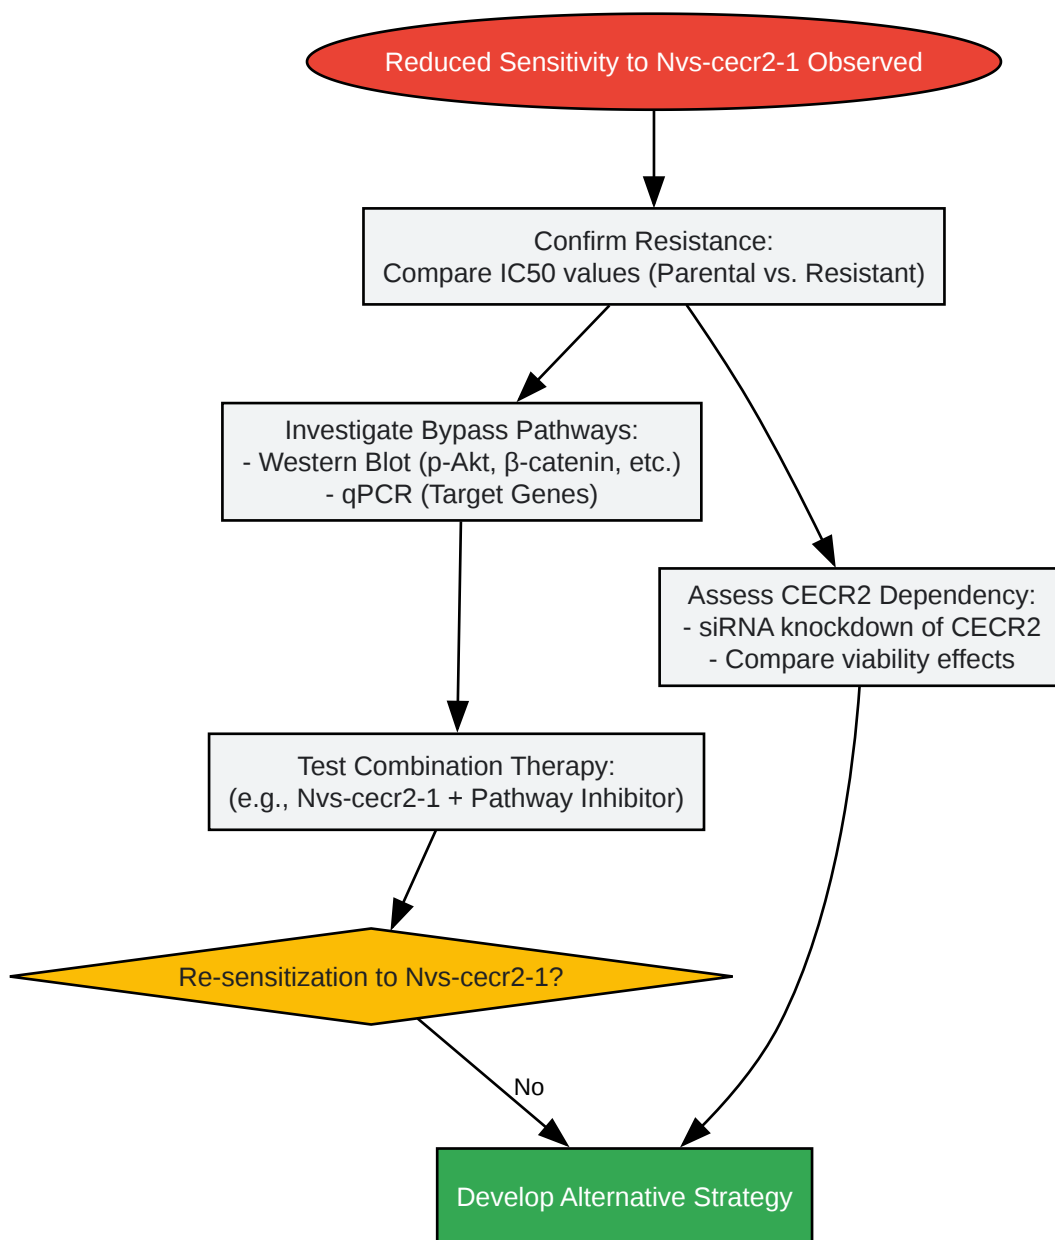 Reduced Sensitivity to Nvs-cecr2-1 Observed
Confirm Resistance:
Compare IC50 values (Parental vs. Resistant)
Investigate Bypass Pathways:
- Western Blot (p-Akt, β-catenin, etc.)
- qPCR (Target Genes)
Assess CECR2 Dependency:
- siRNA knockdown of CECR2
- Compare viability effects
Test Combination Therapy:
(e.g., Nvs-cecr2-1 + Pathway Inhibitor)
Re-sensitization to Nvs-cecr2-1?
No
Develop Alternative Strategy